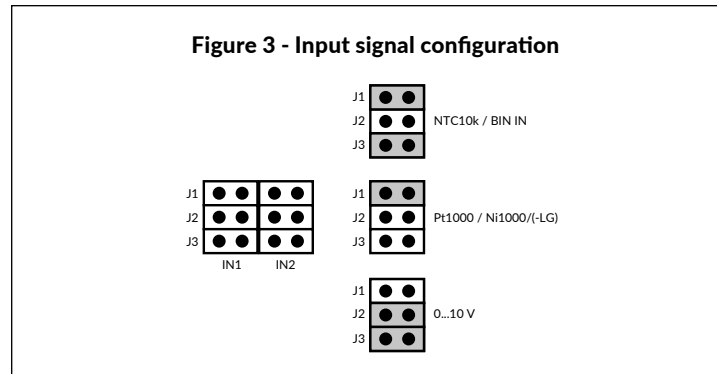 Figure 3 - Input signal configuration
J1
J2
J3
NTC10k / BIN IN
J1
J2
J3
IN1
IN2
J1
J2
J3
Pt1000 / Ni1000/(-LG)
J1
J2
J3
0...10 V